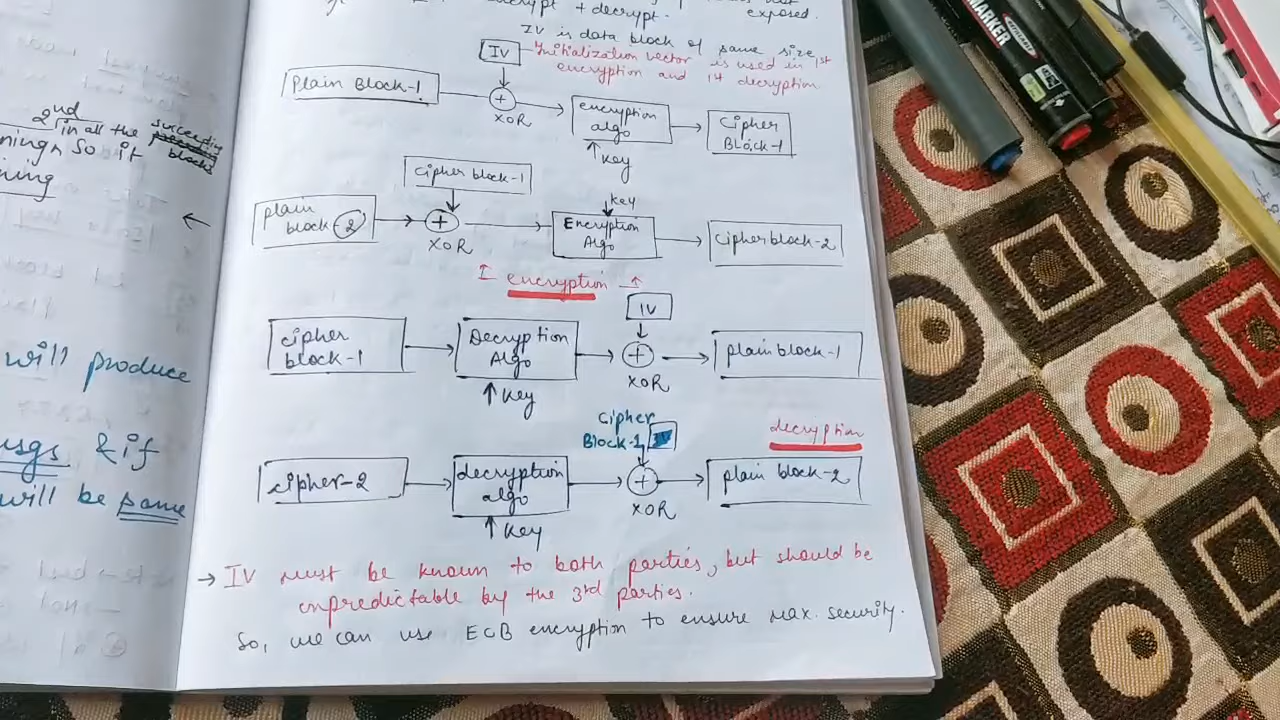 encrypt + decrypt.
exposed.
IV is data block of same size
IV
Initialization vector is used in 1st
encryption and 1st decryption
Plain Block-1
+
XOR
encryption
algo
key
Cipher
Block-1
2nd
in all the succeeding
blocks
so it
Cipher block-1
plain
block-2
+
XOR
key
Encryption
Algo
Cipher block-2
encryption
IV
cipher
block-1
Decryption
Algo
key
+
XOR
plain block-1
will produce
cipher
Block-1
decryption
msgs & if
cipher-2
decryption
algo
key
+
XOR
plain block-2
will be same
→ IV must be known to both parties, but should be
unpredictable by the 3rd parties.
So, we can use ECB encryption to ensure max. security.
MARKER